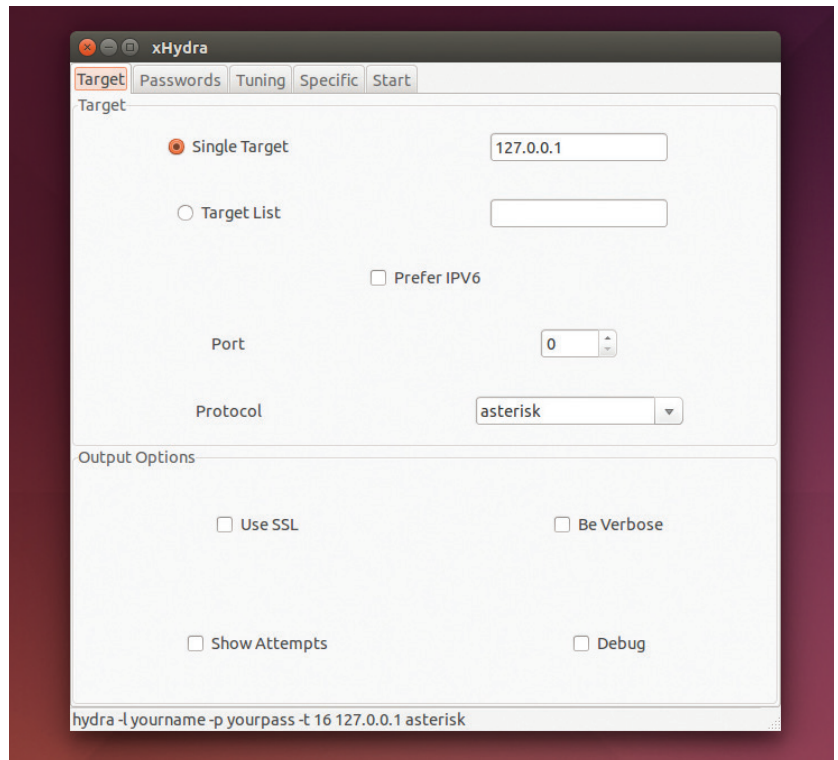 xHydra
Target Passwords Tuning Specific Start
Target
Single Target 127.0.0.1
Target List
Prefer IPV6
Port 0
Protocol asterisk
Output Options
Use SSL Be Verbose
Show Attempts Debug
hydra -l yourname -p yourpass -t 16 127.0.0.1 asterisk